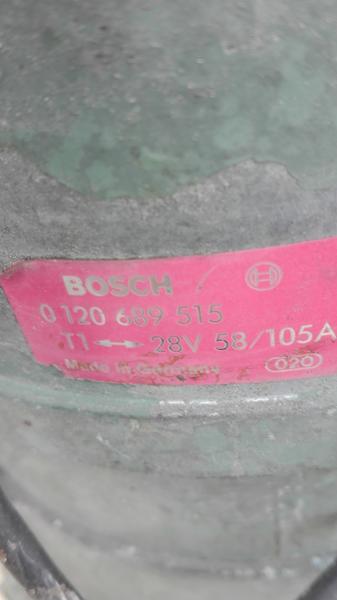 BOSCH
0 120 689 515
T1 ↔ 28V 58/105A
Made in Germany 020